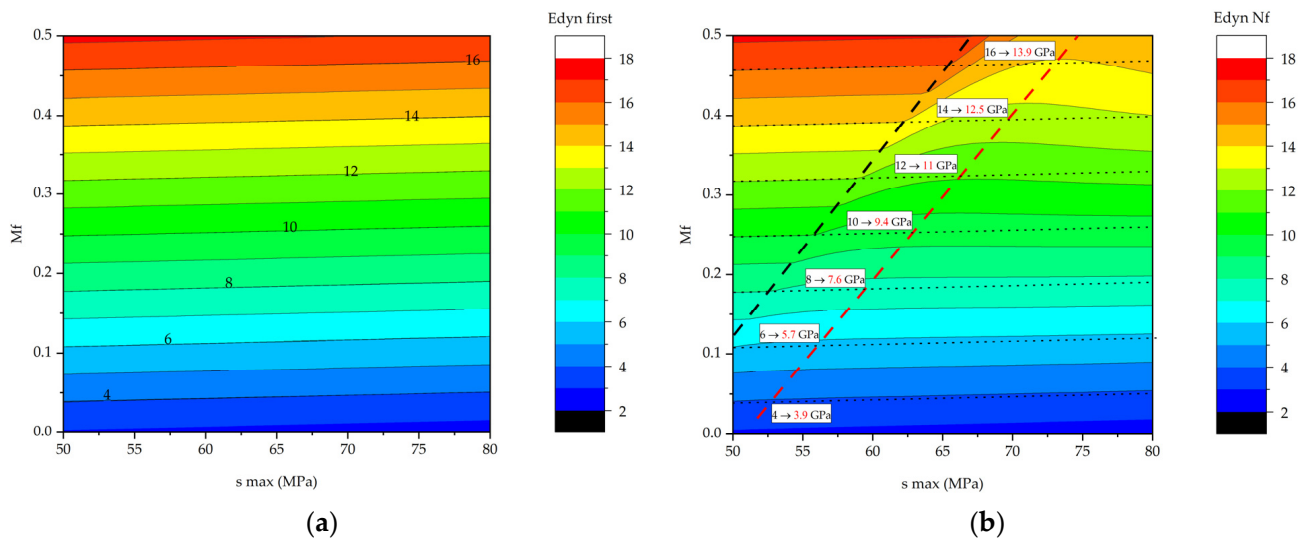 Edyn first
0.5
0.4
0.3
0.2
0.1
0.0
Mf
16
14
12
10
8
6
4
50 55 60 65 70 75 80
s max (MPa)
18
16
14
12
10
8
6
4
2
(a)
Edyn Nf
0.5
0.4
0.3
0.2
0.1
0.0
Mf
16 → 13.9 GPa
14 → 12.5 GPa
12 → 11 GPa
10 → 9.4 GPa
8 → 7.6 GPa
6 → 5.7 GPa
4 → 3.9 GPa
50 55 60 65 70 75 80
s max (MPa)
18
16
14
12
10
8
6
4
2
(b)